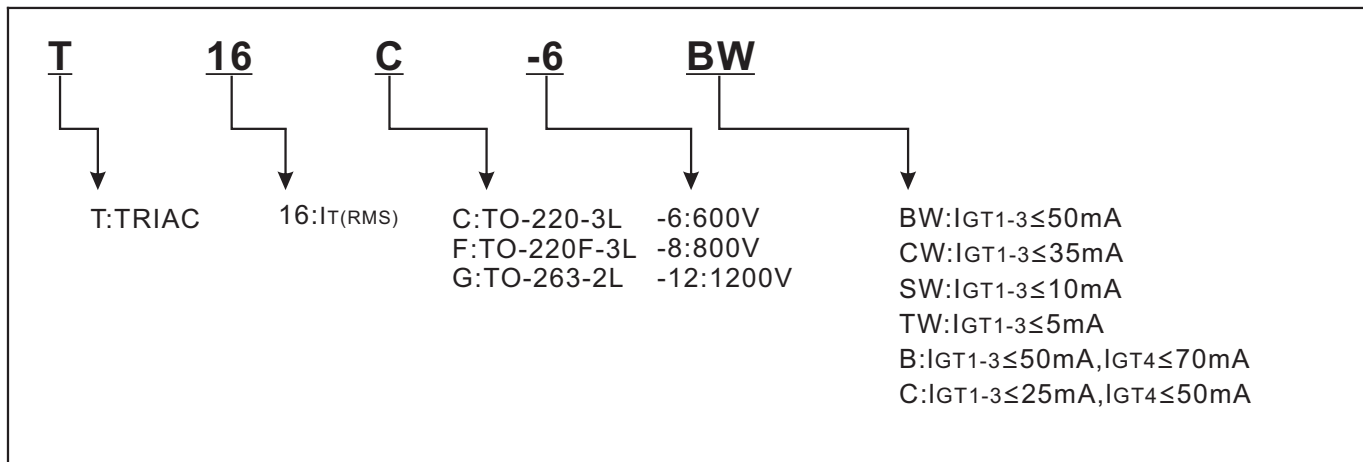 T 16 C -6 BW
T:TRIAC
16:IT(RMS)
C:TO-220-3L
F:TO-220F-3L
G:TO-263-2L
-6:600V
-8:800V
-12:1200V
BW:IGT1-3≤50mA
CW:IGT1-3≤35mA
SW:IGT1-3≤10mA
TW:IGT1-3≤5mA
B:IGT1-3≤50mA,IGT4≤70mA
C:IGT1-3≤25mA,IGT4≤50mA